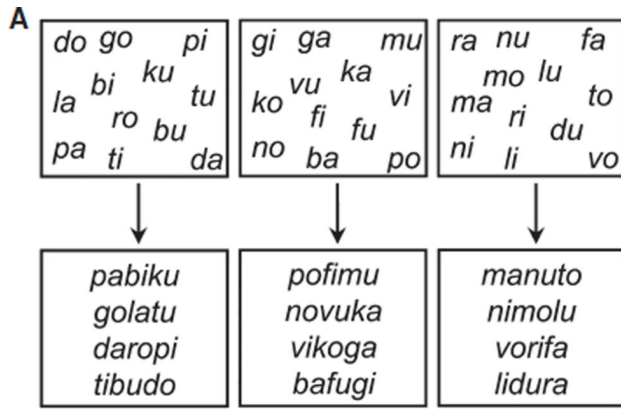 A
do go pi
bi ku
la tu
ro
bu
pa ti da
gi ga mu
vu ka
ko vi
fi
fu
no ba po
ra nu fa
mo lu
ma to
ri
du
ni li vo
pabiku
golatu
daropi
tibudo
pofimu
novuka
vikoga
bafugi
manuto
nimolu
vorifa
lidura